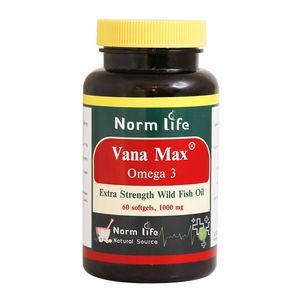 Norm Life
Vana Max®
Omega 3
Extra Strength Wild Fish Oil
60 softgels, 1000 mg
Norm Life
Natural Source